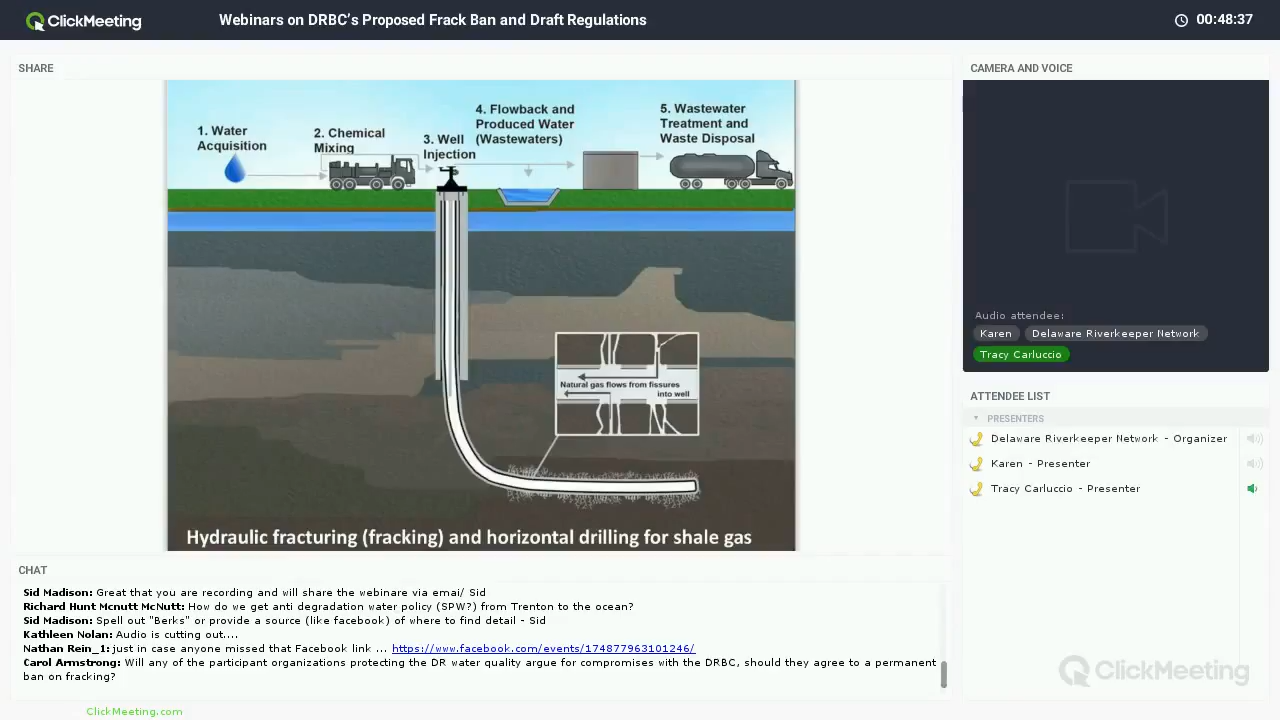 ClickMeeting
Webinars on DRBC's Proposed Frack Ban and Draft Regulations
00:48:37
SHARE
1. Water
Acquisition
2. Chemical
Mixing
3. Well
Injection
4. Flowback and
Produced Water
(Wastewaters)
5. Wastewater
Treatment and
Waste Disposal
Natural gas flows from fissures
into well
Hydraulic fracturing (fracking) and horizontal drilling for shale gas
CAMERA AND VOICE
Audio attendee:
Karen
Delaware Riverkeeper Network
Tracy Carluccio
ATTENDEE LIST
PRESENTERS
Delaware Riverkeeper Network - Organizer
Karen - Presenter
Tracy Carluccio - Presenter
CHAT
Sid Madison: Great that you are recording and will share the webinare via emai/ Sid
Richard Hunt Mcnutt McNutt: How do we get anti degradation water policy (SPW?) from Trenton to the ocean?
Sid Madison: Spell out "Berks" or provide a source (like facebook) of where to find detail - Sid
Kathleen Nolan: Audio is cutting out....
Nathan Rein_1: just in case anyone missed that Facebook link ... https://www.facebook.com/events/174877963101246/
Carol Armstrong: Will any of the participant organizations protecting the DR water quality argue for compromises with the DRBC, should they agree to a permanent
ban on fracking?
ClickMeeting
ClickMeeting.com